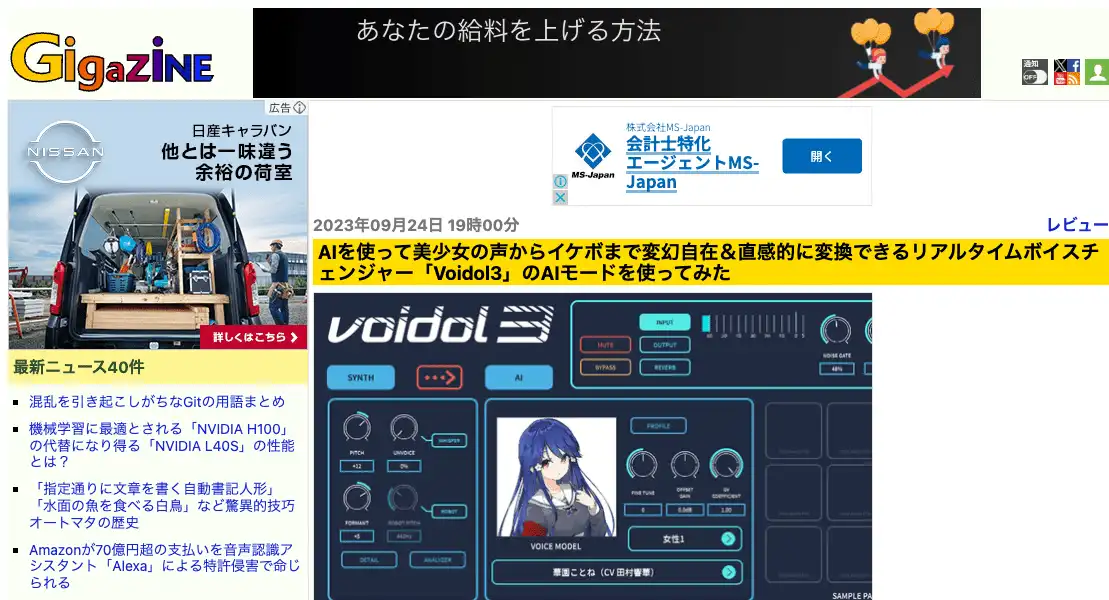 GigaZiNE
あなたの給料を上げる方法
通知
OFF
広告
NISSAN
日産キャラバン
他とは一味違う
余裕の荷室
詳しくはこちら
株式会社MS-Japan
会計士特化
エージェントMS-
Japan
MS-Japan
開く
2023年09月24日 19時00分
レビュー
AIを使って美少女の声からイケボまで変幻自在＆直感的に変換できるリアルタイムボイスチ
ェンジャー「Voidol3」のAIモードを使ってみた
最新ニュース40件
混乱を引き起こしがちなGitの用語まとめ
機械学習に最適とされる「NVIDIA H100」
の代替になり得る「NVIDIA L40S」の性能
とは？
「指定通りに文章を書く自動書記人形」
「水面の魚を食べる白鳥」など驚異的技巧
オートマタの歴史
Amazonが70億円超の支払いを音声認識ア
シスタント「Alexa」による特許侵害で命じ
られる
voidol 3
SYNTH
AI
INPUT
MUTE
OUTPUT
BYPASS
REVERB
NOISE GATE
48%
PITCH
UNVOICE
WHISPER
+12
0%
FORMANT
ROBOT PITCH
ROBOT
+5
DETAIL
ANALYZER
PROFILE
FINE TUNE
OFFSET
GAIN
0
0.0dB
1.00
VOICE MODEL
女性1
華園ことね（CV 田村響華）
SAMPLE PA